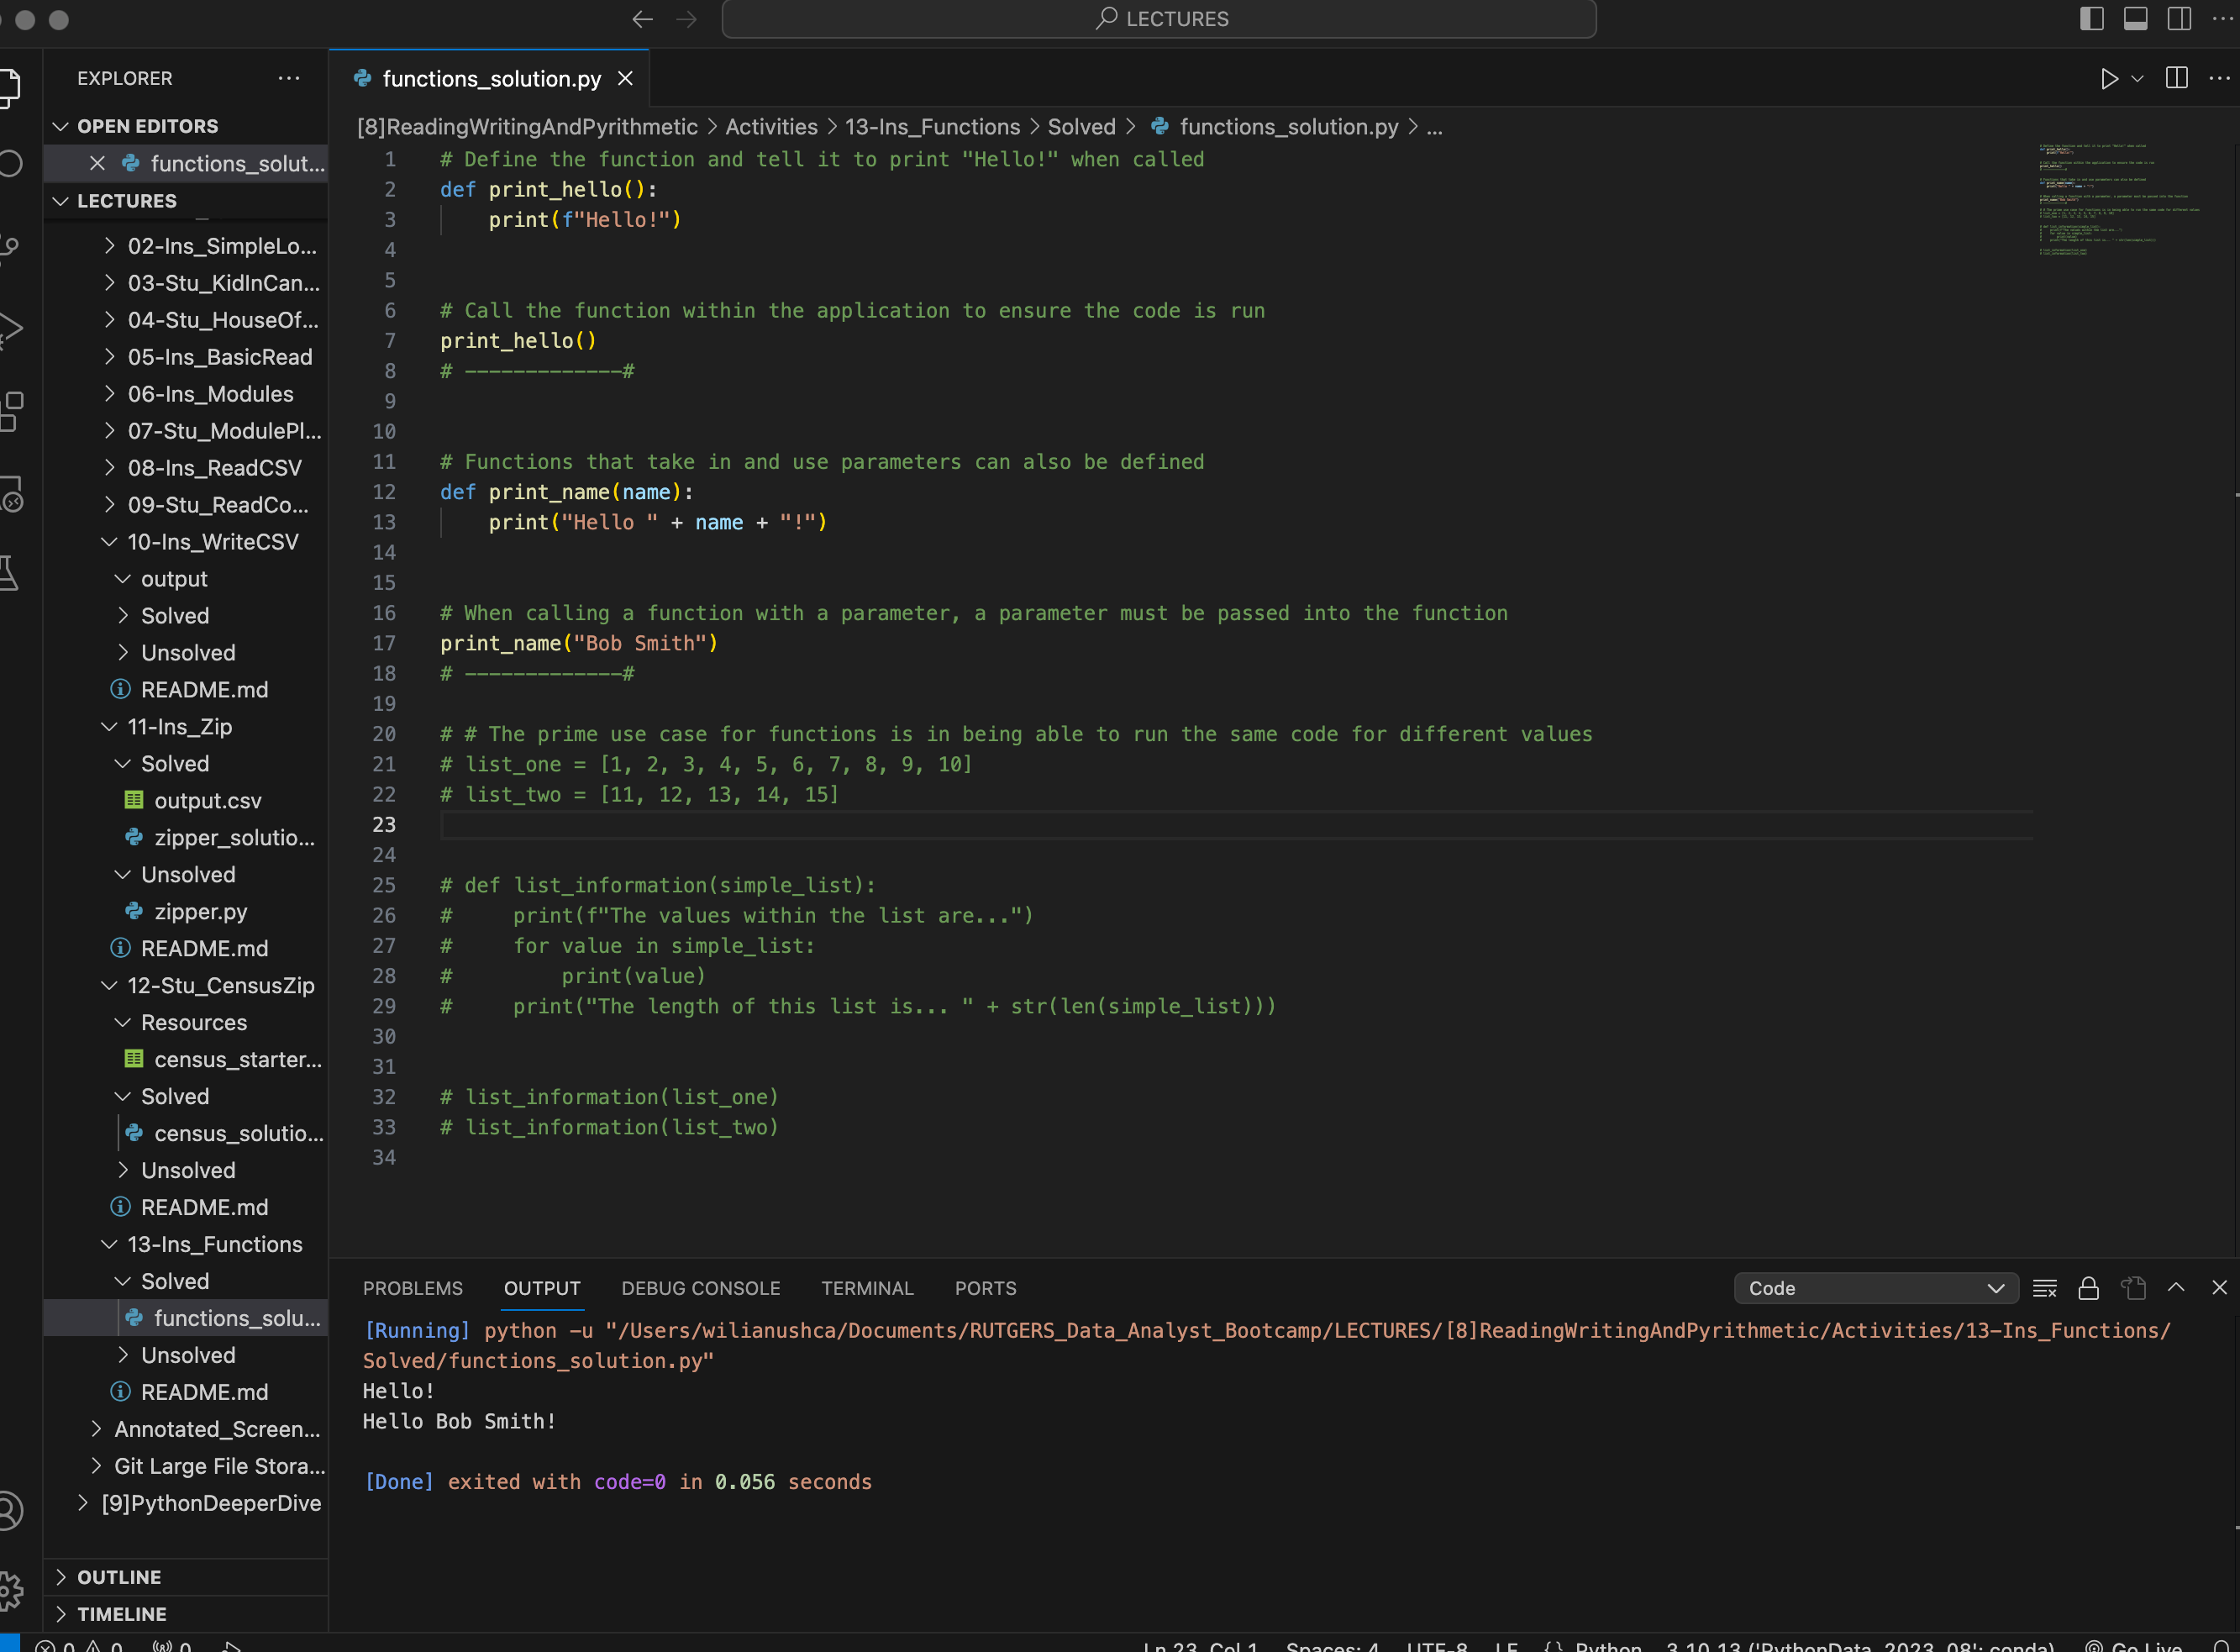 LECTURES
EXPLORER
OPEN EDITORS
functions_solut...
LECTURES
02-Ins_SimpleLo...
03-Stu_KidInCan...
04-Stu_HouseOf...
05-Ins_BasicRead
06-Ins_Modules
07-Stu_ModulePl...
08-Ins_ReadCSV
09-Stu_ReadCo...
10-Ins_WriteCSV
output
Solved
Unsolved
README.md
11-Ins_Zip
Solved
output.csv
zipper_solutio...
Unsolved
zipper.py
README.md
12-Stu_CensusZip
Resources
census_starter...
Solved
census_solutio...
Unsolved
README.md
13-Ins_Functions
Solved
functions_solu...
Unsolved
README.md
Annotated_Screen...
Git Large File Stora...
[9]PythonDeeperDive
OUTLINE
TIMELINE
functions_solution.py
[8]ReadingWritingAndPyrithmetic > Activities > 13-Ins_Functions > Solved > functions_solution.py > ...
1 # Define the function and tell it to print "Hello!" when called
2 def print_hello():
3     print(f"Hello!")
4
5
6 # Call the function within the application to ensure the code is run
7 print_hello()
8 # -------------#
9
10
11 # Functions that take in and use parameters can also be defined
12 def print_name(name):
13     print("Hello " + name + "!")
14
15
16 # When calling a function with a parameter, a parameter must be passed into the function
17 print_name("Bob Smith")
18 # -------------#
19
20 # # The prime use case for functions is in being able to run the same code for different values
21 # list_one = [1, 2, 3, 4, 5, 6, 7, 8, 9, 10]
22 # list_two = [11, 12, 13, 14, 15]
23
24
25 # def list_information(simple_list):
26 #     print(f"The values within the list are...")
27 #     for value in simple_list:
28 #         print(value)
29 #     print("The length of this list is... " + str(len(simple_list)))
30
31
32 # list_information(list_one)
33 # list_information(list_two)
34
PROBLEMS OUTPUT DEBUG CONSOLE TERMINAL PORTS Code
[Running] python -u "/Users/wilianushca/Documents/RUTGERS_Data_Analyst_Bootcamp/LECTURES/[8]ReadingWritingAndPyrithmetic/Activities/13-Ins_Functions/
Solved/functions_solution.py"
Hello!
Hello Bob Smith!
[Done] exited with code=0 in 0.056 seconds
0 0 0 Ln 23, Col 1 Spaces: 4 UTF-8 LF {} Python 3.10.13 ('PythonData_2023_08': conda) Go Live